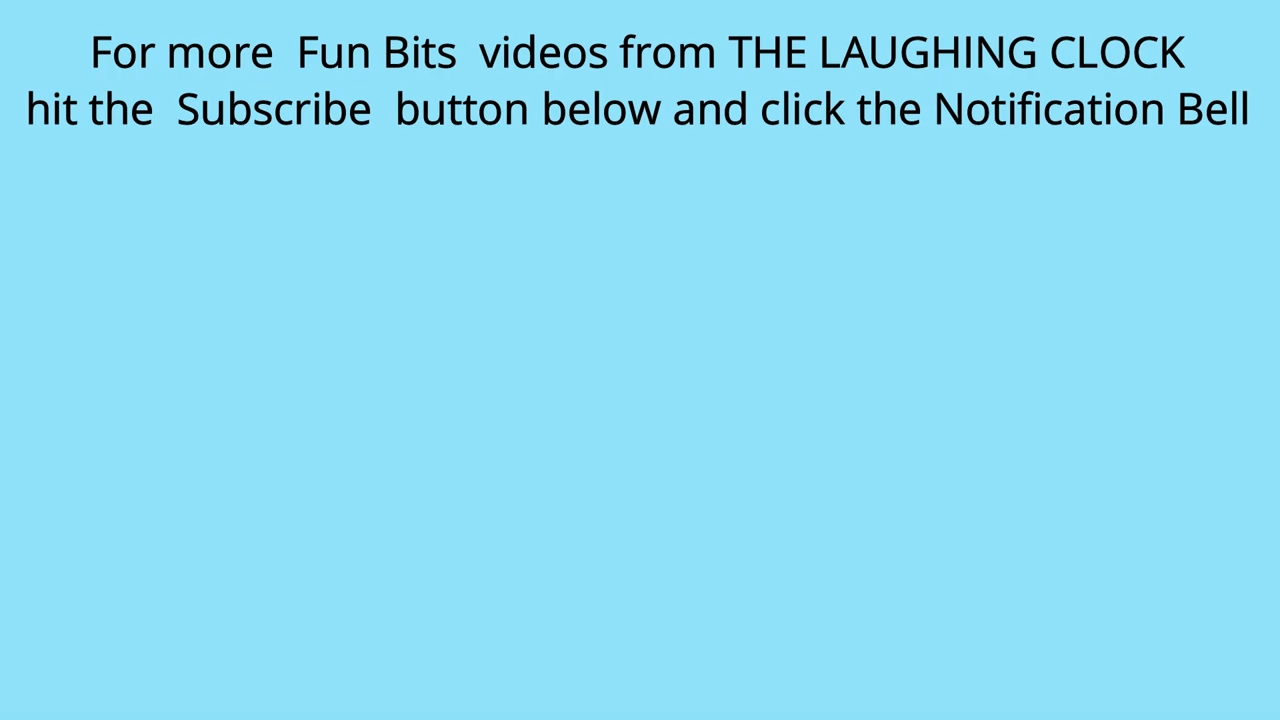 For more  Fun Bits  videos from THE LAUGHING CLOCK
hit the  Subscribe  button below and click the Notification Bell